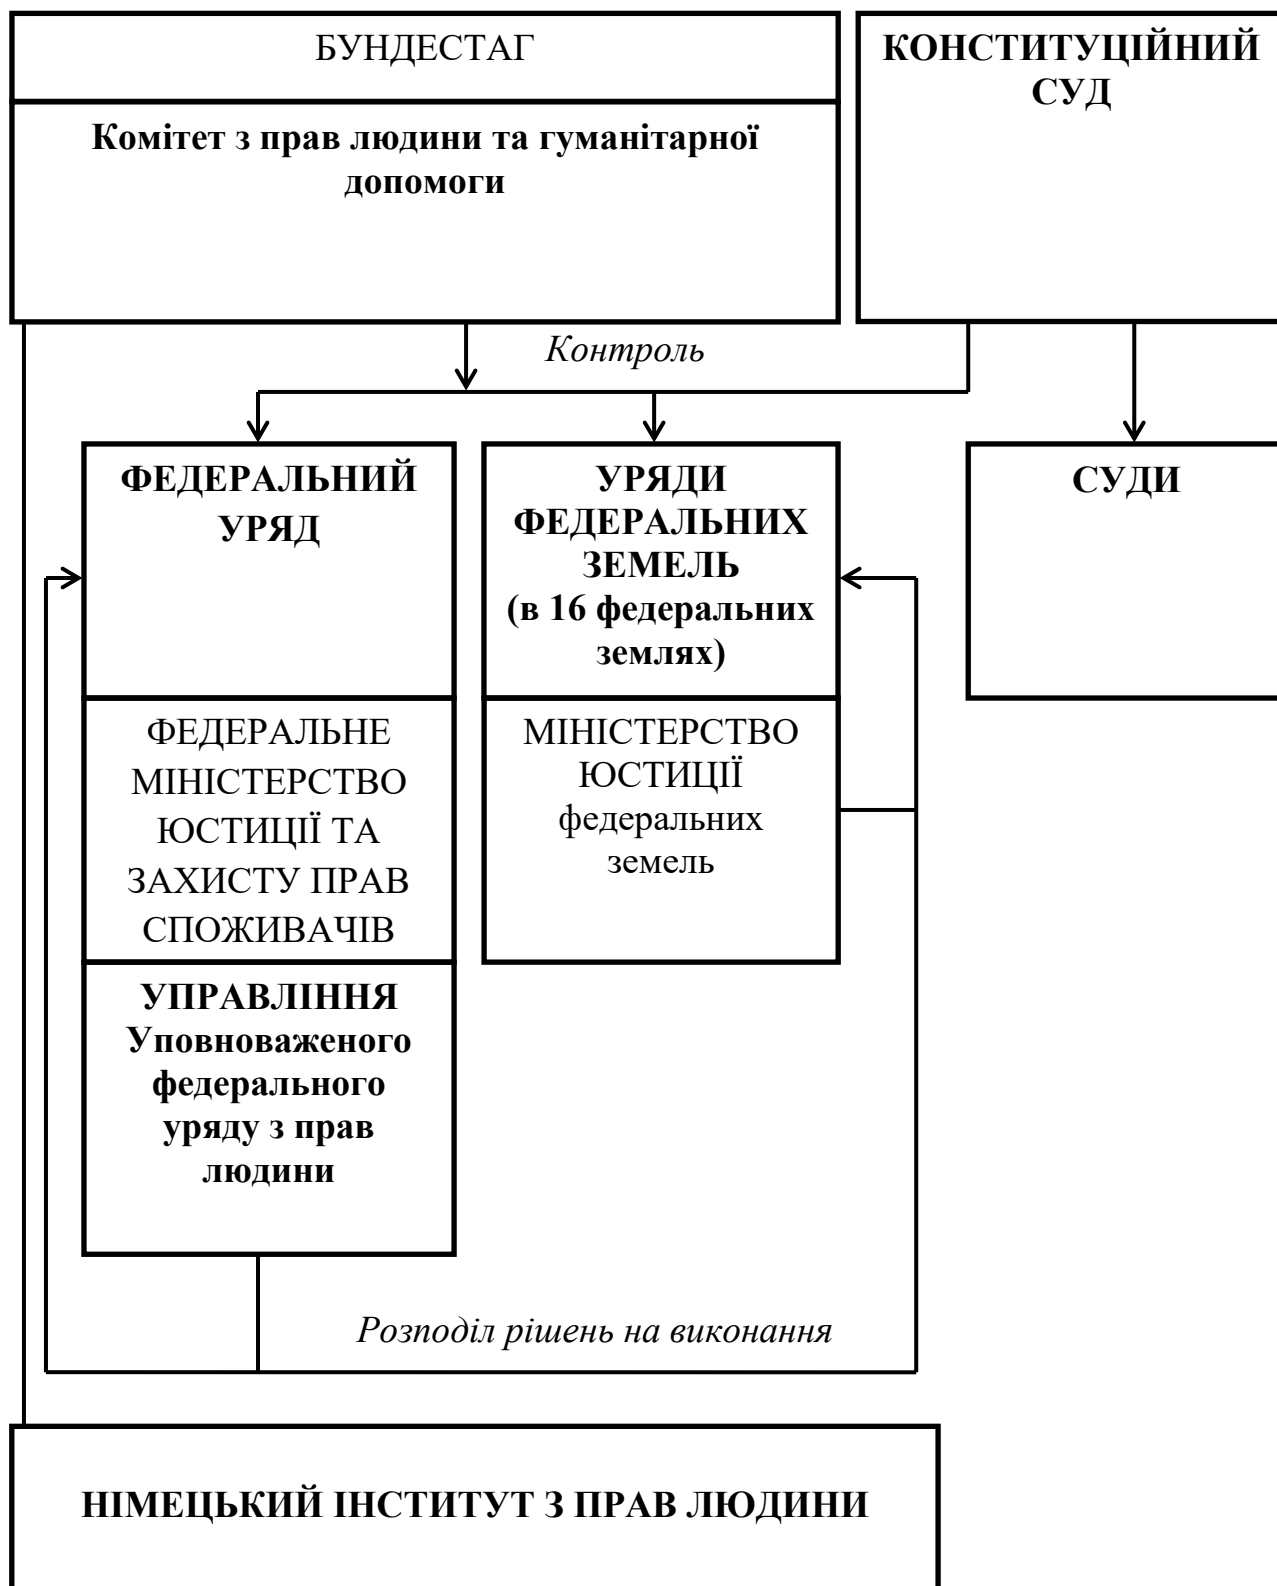 БУНДЕСТАГ
Комітет з прав людини та гуманітарної
допомоги
КОНСТИТУЦІЙНИЙ
СУД
Контроль
ФЕДЕРАЛЬНИЙ
УРЯД
УРЯДИ
ФЕДЕРАЛЬНИХ
ЗЕМЕЛЬ
(в 16 федеральних
землях)
СУДИ
ФЕДЕРАЛЬНЕ
МІНІСТЕРСТВО
ЮСТИЦІЇ ТА
ЗАХИСТУ ПРАВ
СПОЖИВАЧІВ
МІНІСТЕРСТВО
ЮСТИЦІЇ
федеральних
земель
УПРАВЛІННЯ
Уповноваженого
федерального
уряду з прав
людини
Розподіл рішень на виконання
НІМЕЦЬКИЙ ІНСТИТУТ З ПРАВ ЛЮДИНИ